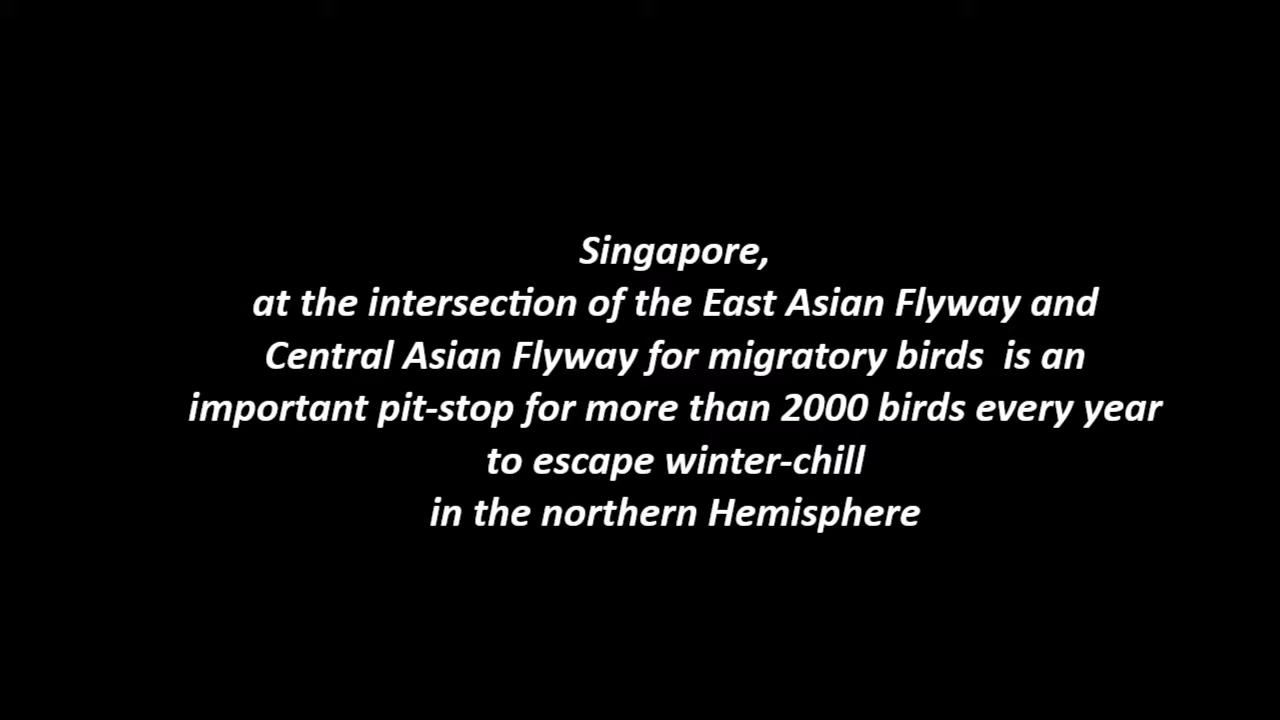 Singapore,
at the intersection of the East Asian Flyway and
Central Asian Flyway for migratory birds  is an
important pit-stop for more than 2000 birds every year
to escape winter-chill
in the northern Hemisphere